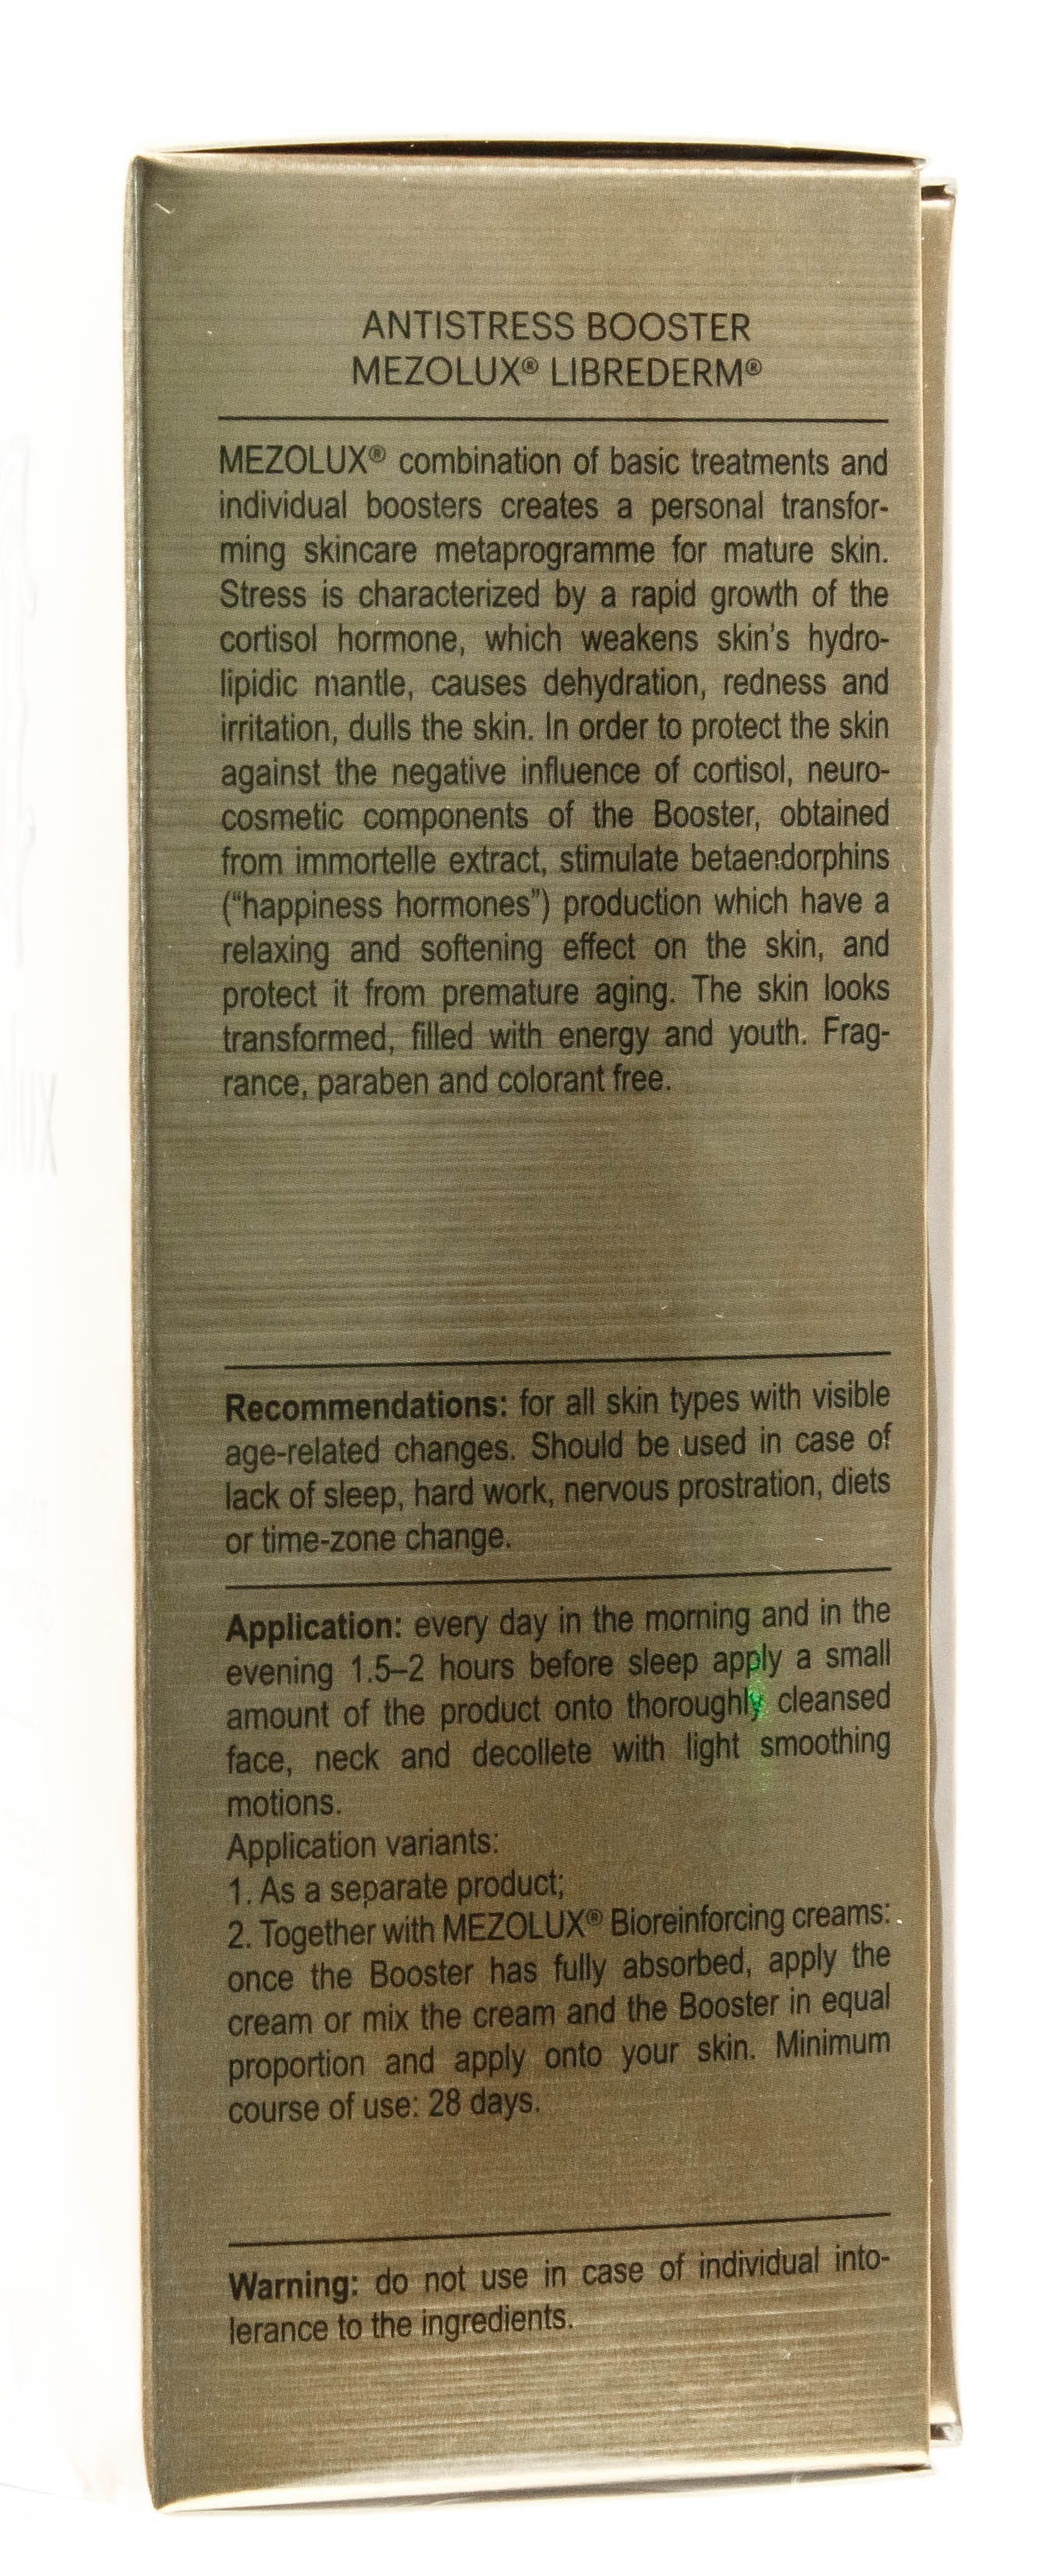 ANTISTRESS BOOSTER
MEZOLUX® LIBREDERM®
MEZOLUX® combination of basic treatments and
individual boosters creates a personal transfor-
ming skincare metaprogramme for mature skin.
Stress is characterized by a rapid growth of the
cortisol hormone, which weakens skin's hydro-
lipidic mantle, causes dehydration, redness and
irritation, dulls the skin. In order to protect the skin
against the negative influence of cortisol, neuro-
cosmetic components of the Booster, obtained
from immortelle extract, stimulate betaendorphins
("happiness hormones") production which have a
relaxing and softening effect on the skin, and
protect it from premature aging. The skin looks
transformed, filled with energy and youth. Frag-
rance, paraben and colorant free.
Recommendations: for all skin types with visible
age-related changes. Should be used in case of
lack of sleep, hard work, nervous prostration, diets
or time-zone change.
Application: every day in the morning and in the
evening 1.5–2 hours before sleep apply a small
amount of the product onto thoroughly cleansed
face, neck and decollete with light smoothing
motions.
Application variants:
1. As a separate product;
2. Together with MEZOLUX® Bioreinforcing creams:
once the Booster has fully absorbed, apply the
cream or mix the cream and the Booster in equal
proportion and apply onto your skin. Minimum
course of use: 28 days.
Warning: do not use in case of individual into-
lerance to the ingredients.